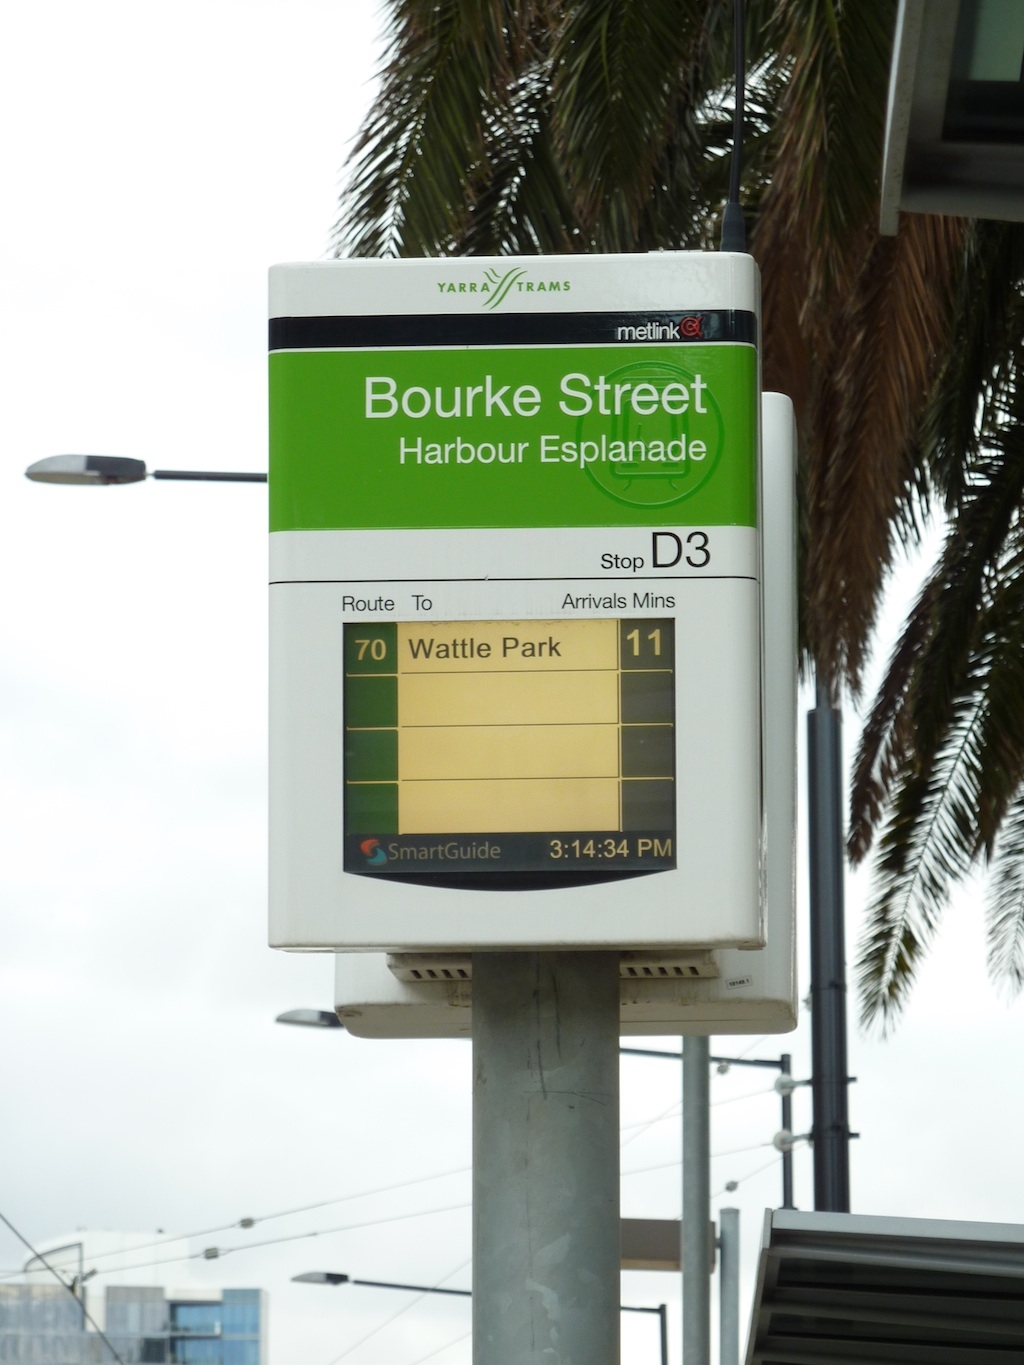 YARRA TRAMS
metlink
Bourke Street
Harbour Esplanade
Stop D3
Route To Arrivals Mins
70 Wattle Park 11
SmartGuide 3:14:34 PM